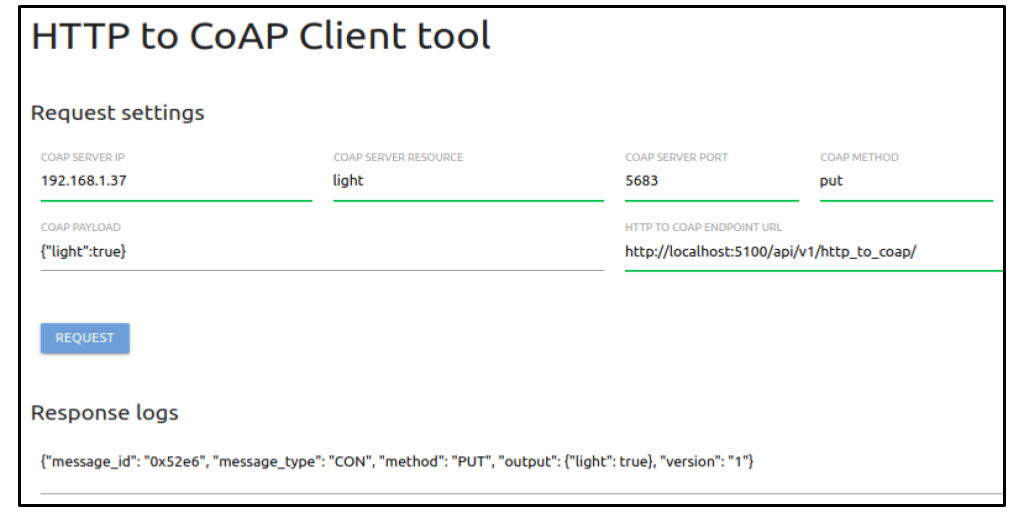 HTTP to CoAP Client tool
Request settings
COAP SERVER IP
COAP SERVER RESOURCE
COAP SERVER PORT
COAP METHOD
192.168.1.37
light
5683
put
COAP PAYLOAD
HTTP TO COAP ENDPOINT URL
{"light":true}
http://localhost:5100/api/v1/http_to_coap/
REQUEST
Response logs
{"message_id": "0x52e6", "message_type": "CON", "method": "PUT", "output": {"light": true}, "version": "1"}